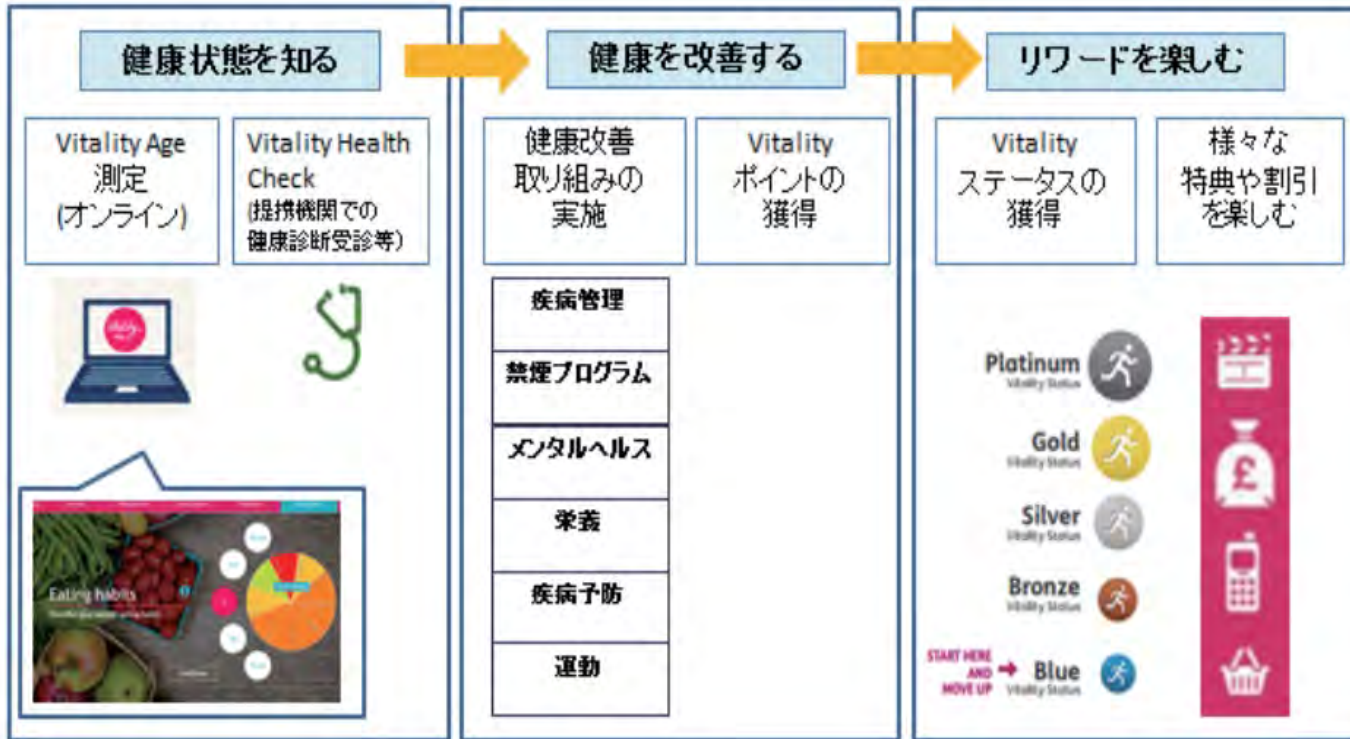 健康状態を知る
Vitality Age
測定
(オンライン)
Vitality Health
Check
(提携機関での
健康診断受診等)
Vitality
Eating habits
健康を改善する
健康改善
取り組みの
実施
Vitality
ポイントの
獲得
疾病管理
禁煙プログラム
メンタルヘルス
栄養
疾病予防
運動
リワードを楽しむ
Vitality
ステータスの
獲得
様々な
特典や割引
を楽しむ
Platinum
Vitality Status
Gold
Vitality Status
Silver
Vitality Status
Bronze
Vitality Status
START HERE
AND
MOVE UP
Blue
Vitality Status
£